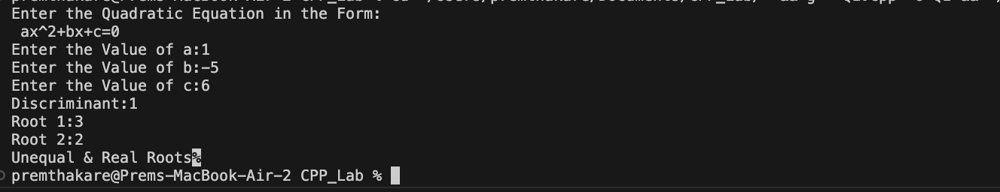 Enter the Quadratic Equation in the Form:
ax^2+bx+c=0
Enter the Value of a:1
Enter the Value of b:-5
Enter the Value of c:6
Discriminant:1
Root 1:3
Root 2:2
Unequal & Real Roots%
premthakare@Prems-MacBook-Air-2 CPP_Lab %